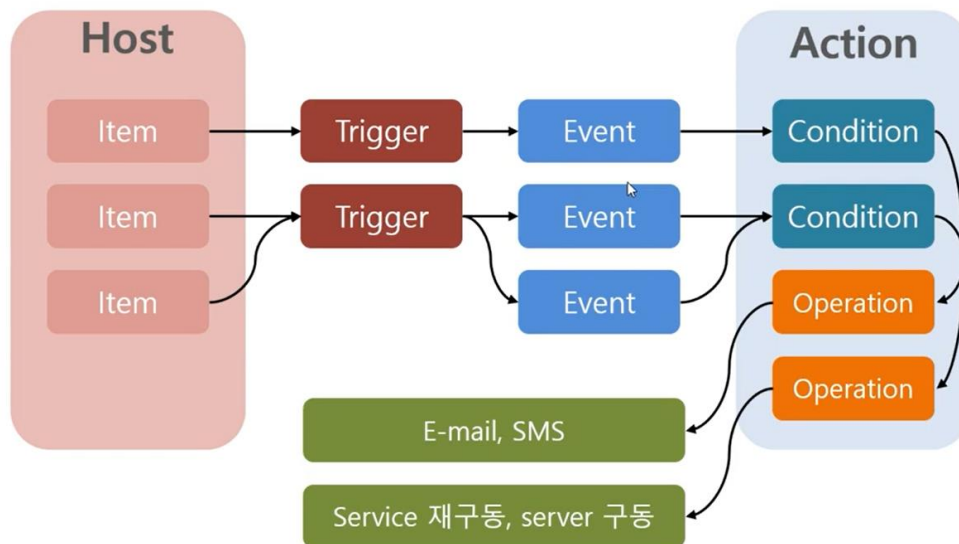 Host
Action
Item
Trigger
Event
Condition
Item
Trigger
Event
Condition
Item
Event
Operation
Operation
E-mail, SMS
Service 재구동, server 구동